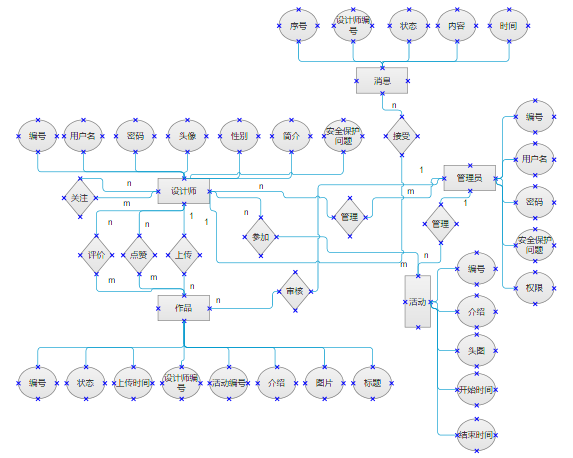 序号
设计师编
号
状态
内容
时间
消息
n
接受
编号
用户名
密码
头像
性别
简介
安全保护
问题
编号
用户名
密码
安全保护
问题
权限
1
管理员
关注
n
m
设计师
n
n
m
管理
1
管理
n
n
n
1
1
参加
评价
点赞
上传
m
m
n
m
n
审核
n
作品
活动
编号
介绍
头图
开始时间
结束时间
编号
状态
上传时间
设计师编
号
活动编号
介绍
图片
标题